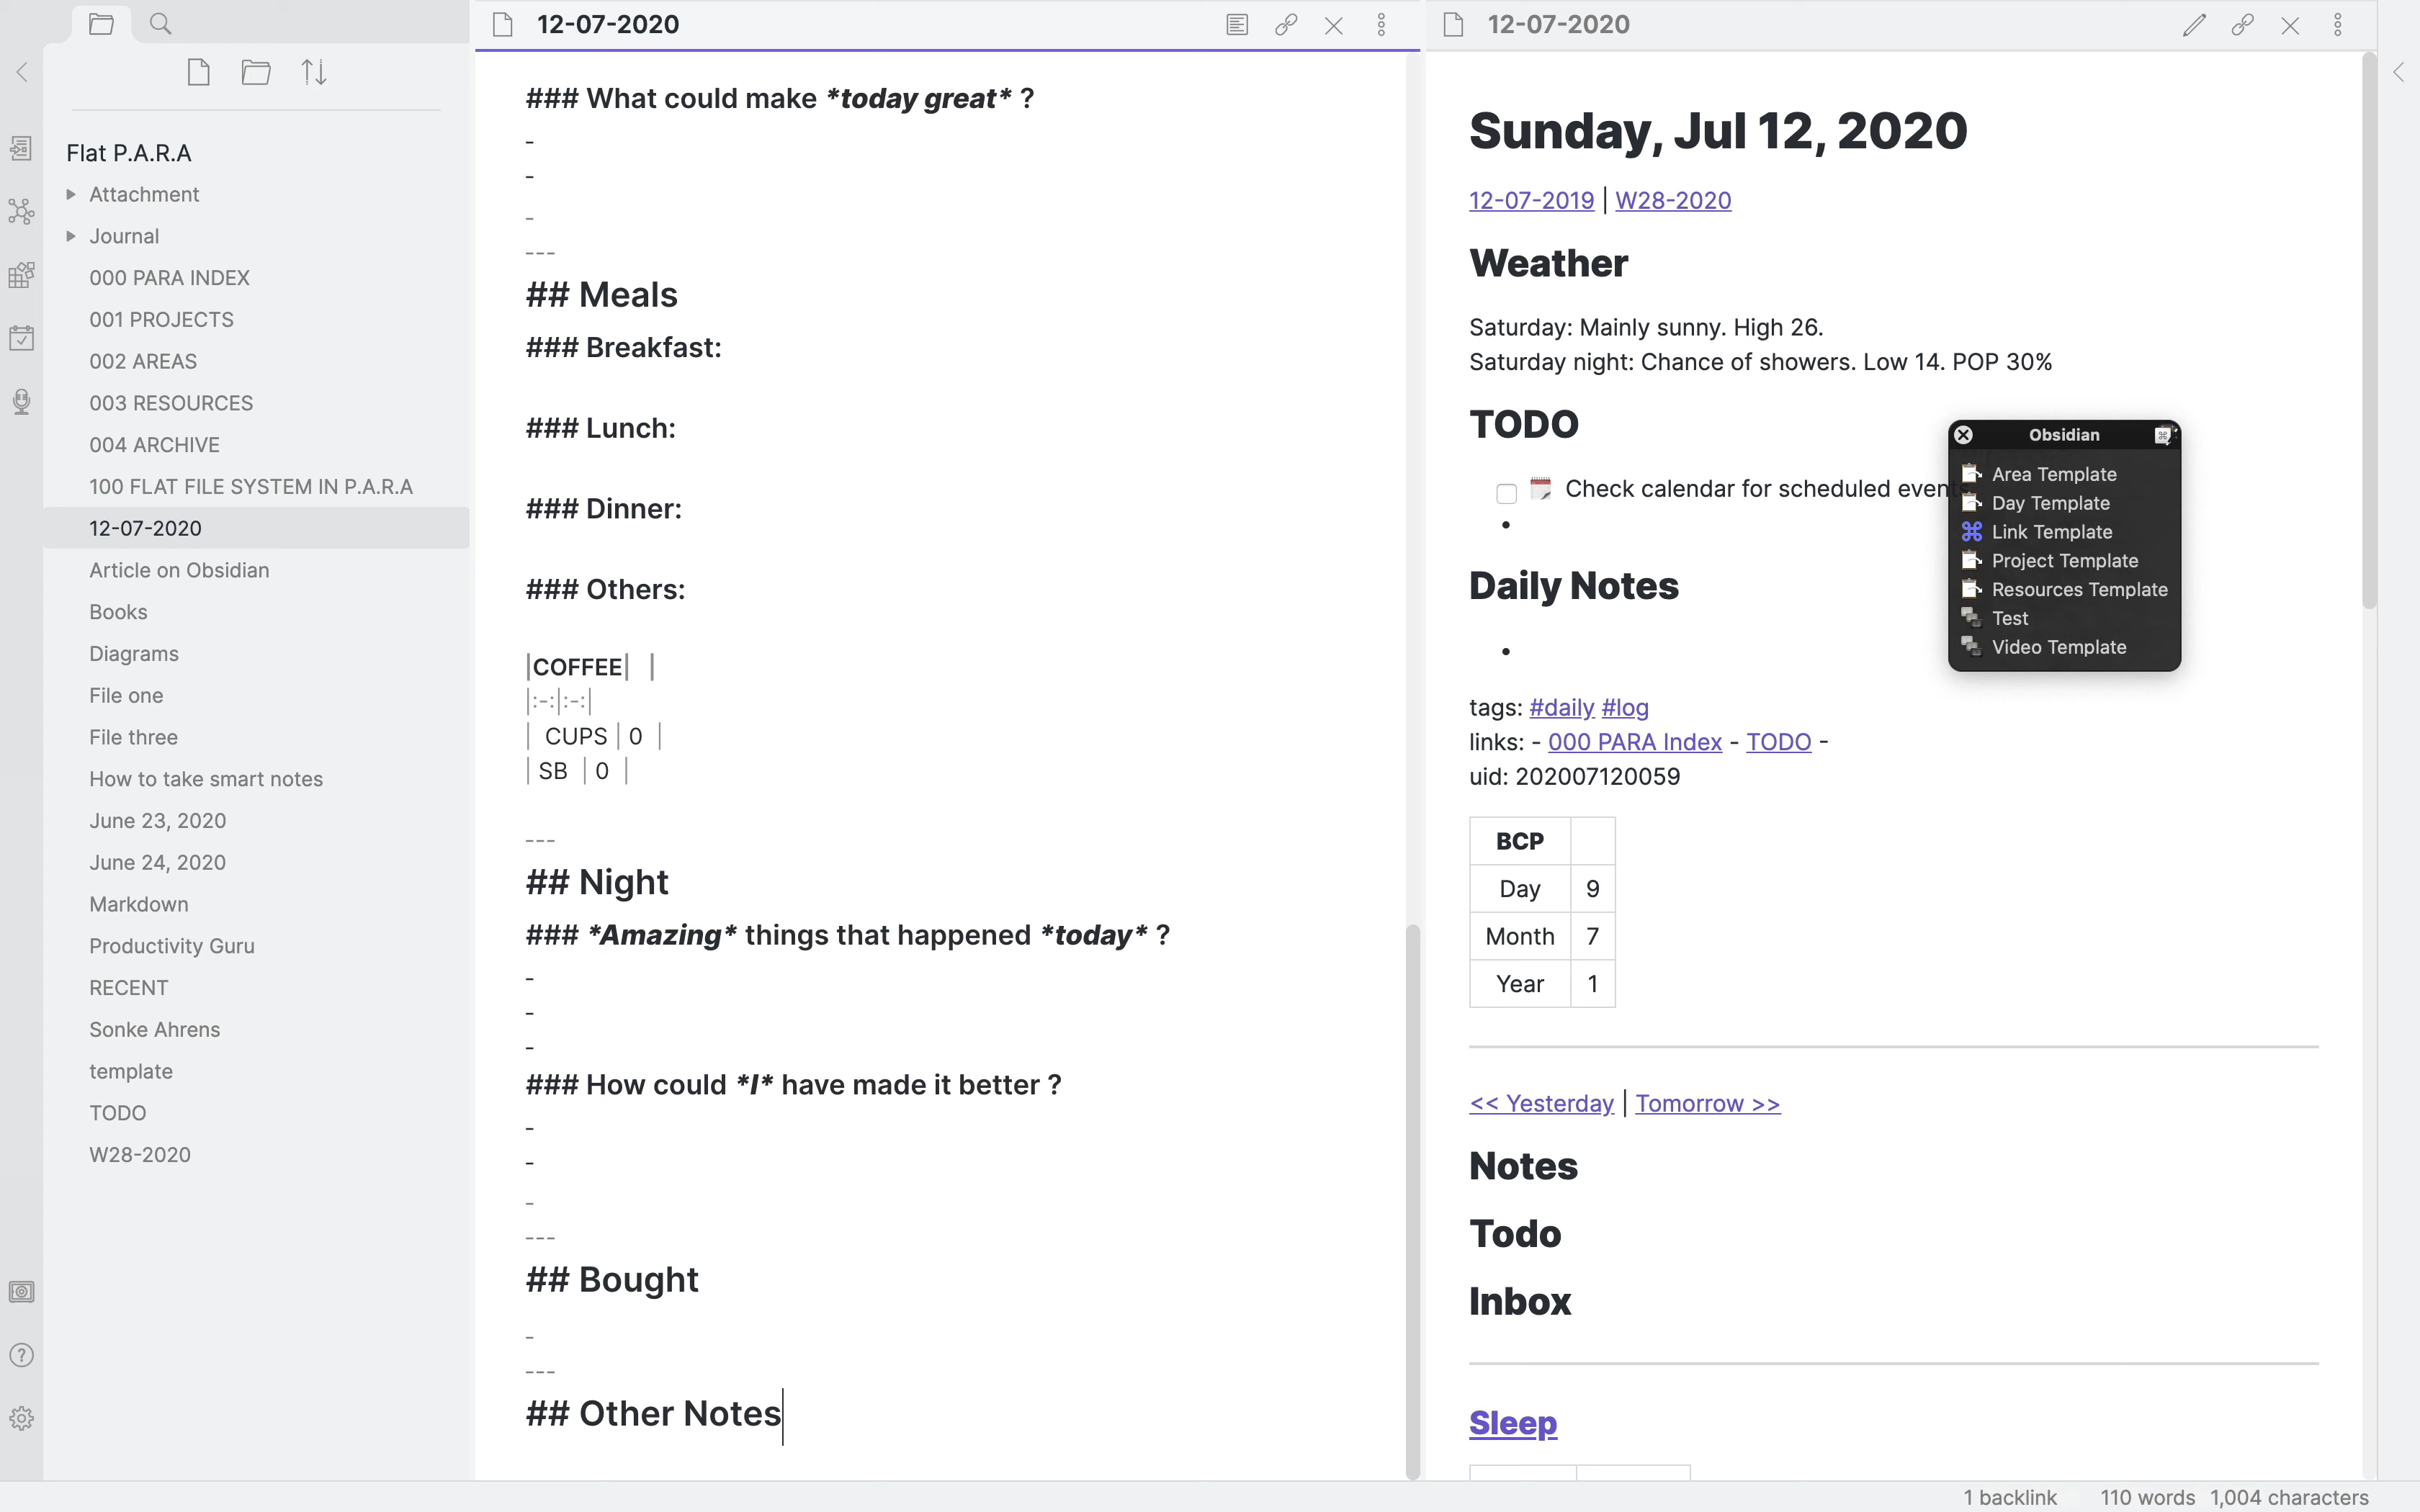 Flat P.A.R.A
Attachment
Journal
000 PARA INDEX
001 PROJECTS
002 AREAS
003 RESOURCES
004 ARCHIVE
100 FLAT FILE SYSTEM IN P.A.R.A
12-07-2020
Article on Obsidian
Books
Diagrams
File one
File three
How to take smart notes
June 23, 2020
June 24, 2020
Markdown
Productivity Guru
RECENT
Sonke Ahrens
template
TODO
W28-2020
12-07-2020
### What could make *today great* ?
-
-
-
---
## Meals
### Breakfast:
### Lunch:
### Dinner:
### Others:
|COFFEE| |
|:-:|:-:|
| CUPS | 0 |
| SB | 0 |
---
## Night
### *Amazing* things that happened *today* ?
-
-
-
### How could *I* have made it better ?
-
-
-
---
## Bought
-
---
## Other Notes
12-07-2020
Sunday, Jul 12, 2020
12-07-2019 | W28-2020
Weather
Saturday: Mainly sunny. High 26.
Saturday night: Chance of showers. Low 14. POP 30%
TODO
Check calendar for scheduled events
•
Daily Notes
•
tags: #daily #log
links: - 000 PARA Index - TODO -
uid: 202007120059
BCP
Day 9
Month 7
Year 1
<< Yesterday | Tomorrow >>
Notes
Todo
Inbox
Sleep
Obsidian
Area Template
Day Template
Link Template
Project Template
Resources Template
Test
Video Template
1 backlink 110 words 1,004 characters